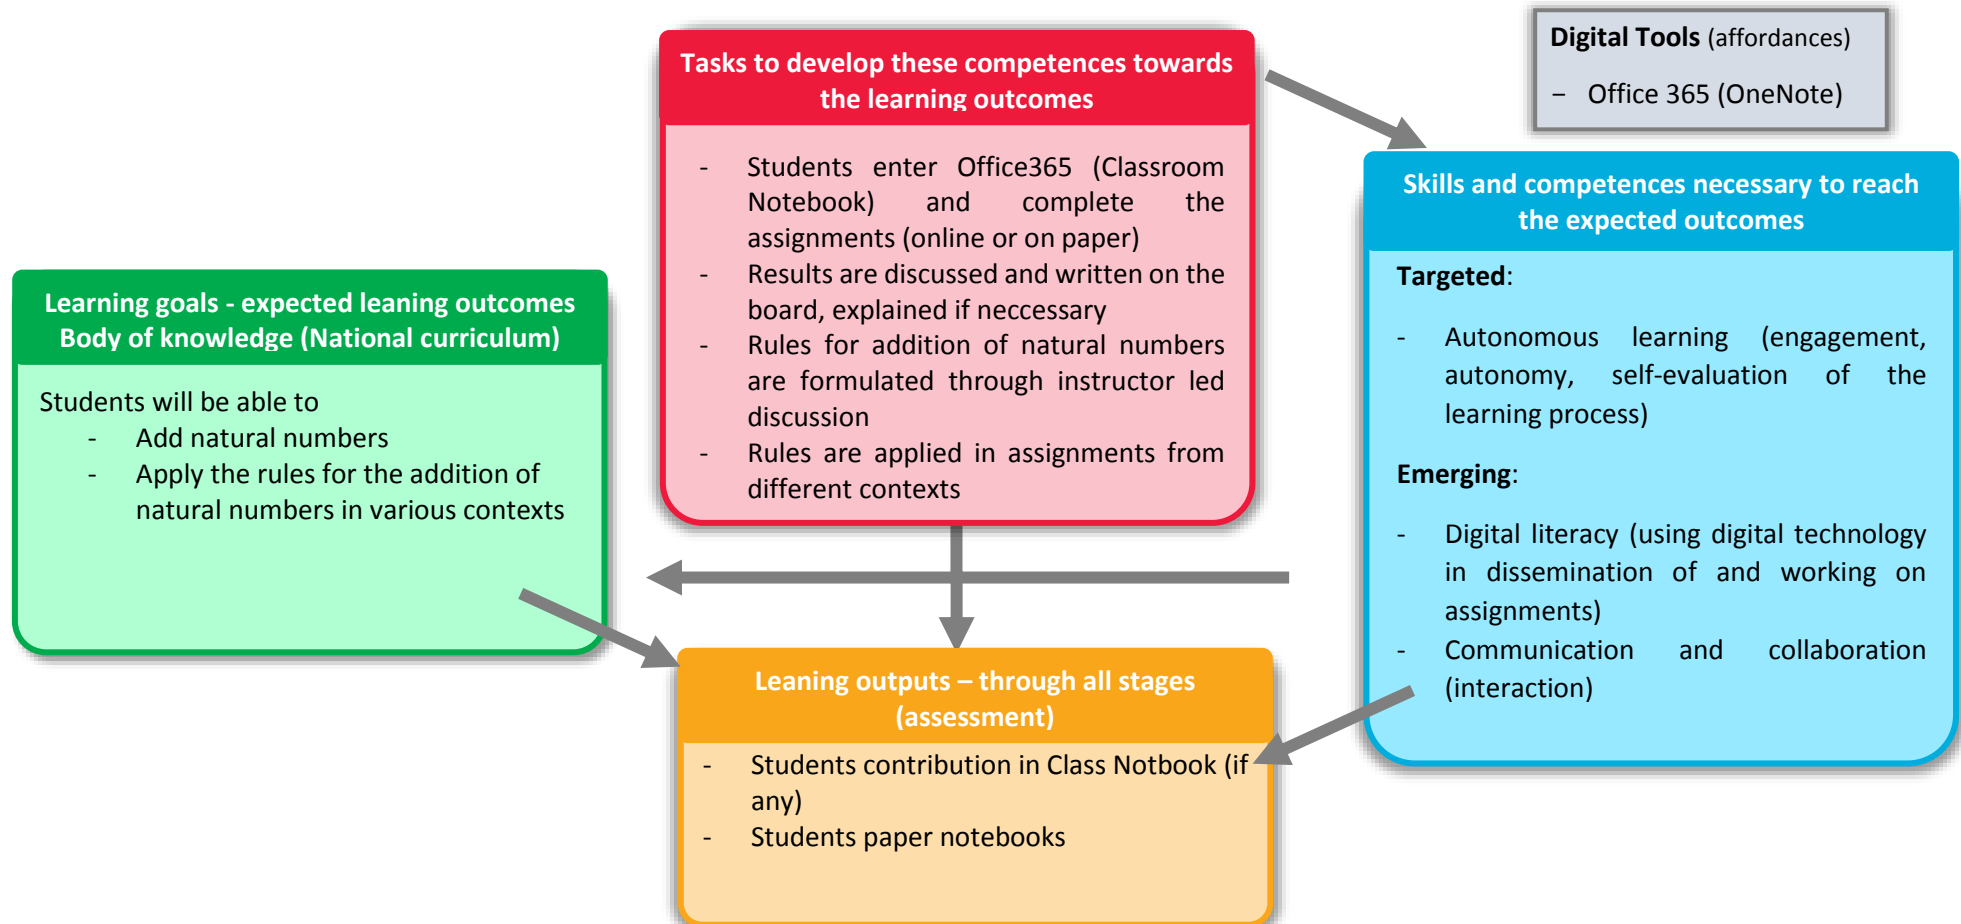 Tasks to develop these competences towards
the learning outcomes
- Students enter Office365 (Classroom
Notebook) and complete the
assignments (online or on paper)
- Results are discussed and written on the
board, explained if neccessary
- Rules for addition of natural numbers
are formulated through instructor led
discussion
- Rules are applied in assignments from
different contexts
Digital Tools (affordances)
– Office 365 (OneNote)
Skills and competences necessary to reach
the expected outcomes
Targeted:
- Autonomous learning (engagement,
autonomy, self-evaluation of the
learning process)
Emerging:
- Digital literacy (using digital technology
in dissemination of and working on
assignments)
- Communication and collaboration
(interaction)
Learning goals - expected leaning outcomes
Body of knowledge (National curriculum)
Students will be able to
- Add natural numbers
- Apply the rules for the addition of
natural numbers in various contexts
Leaning outputs – through all stages
(assessment)
- Students contribution in Class Notbook (if
any)
- Students paper notebooks